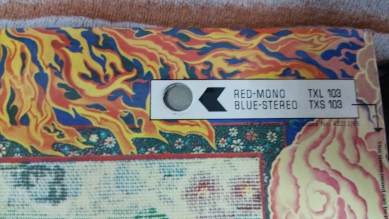 RED-MONO TXL 103
BLUE-STEREO TXS 103